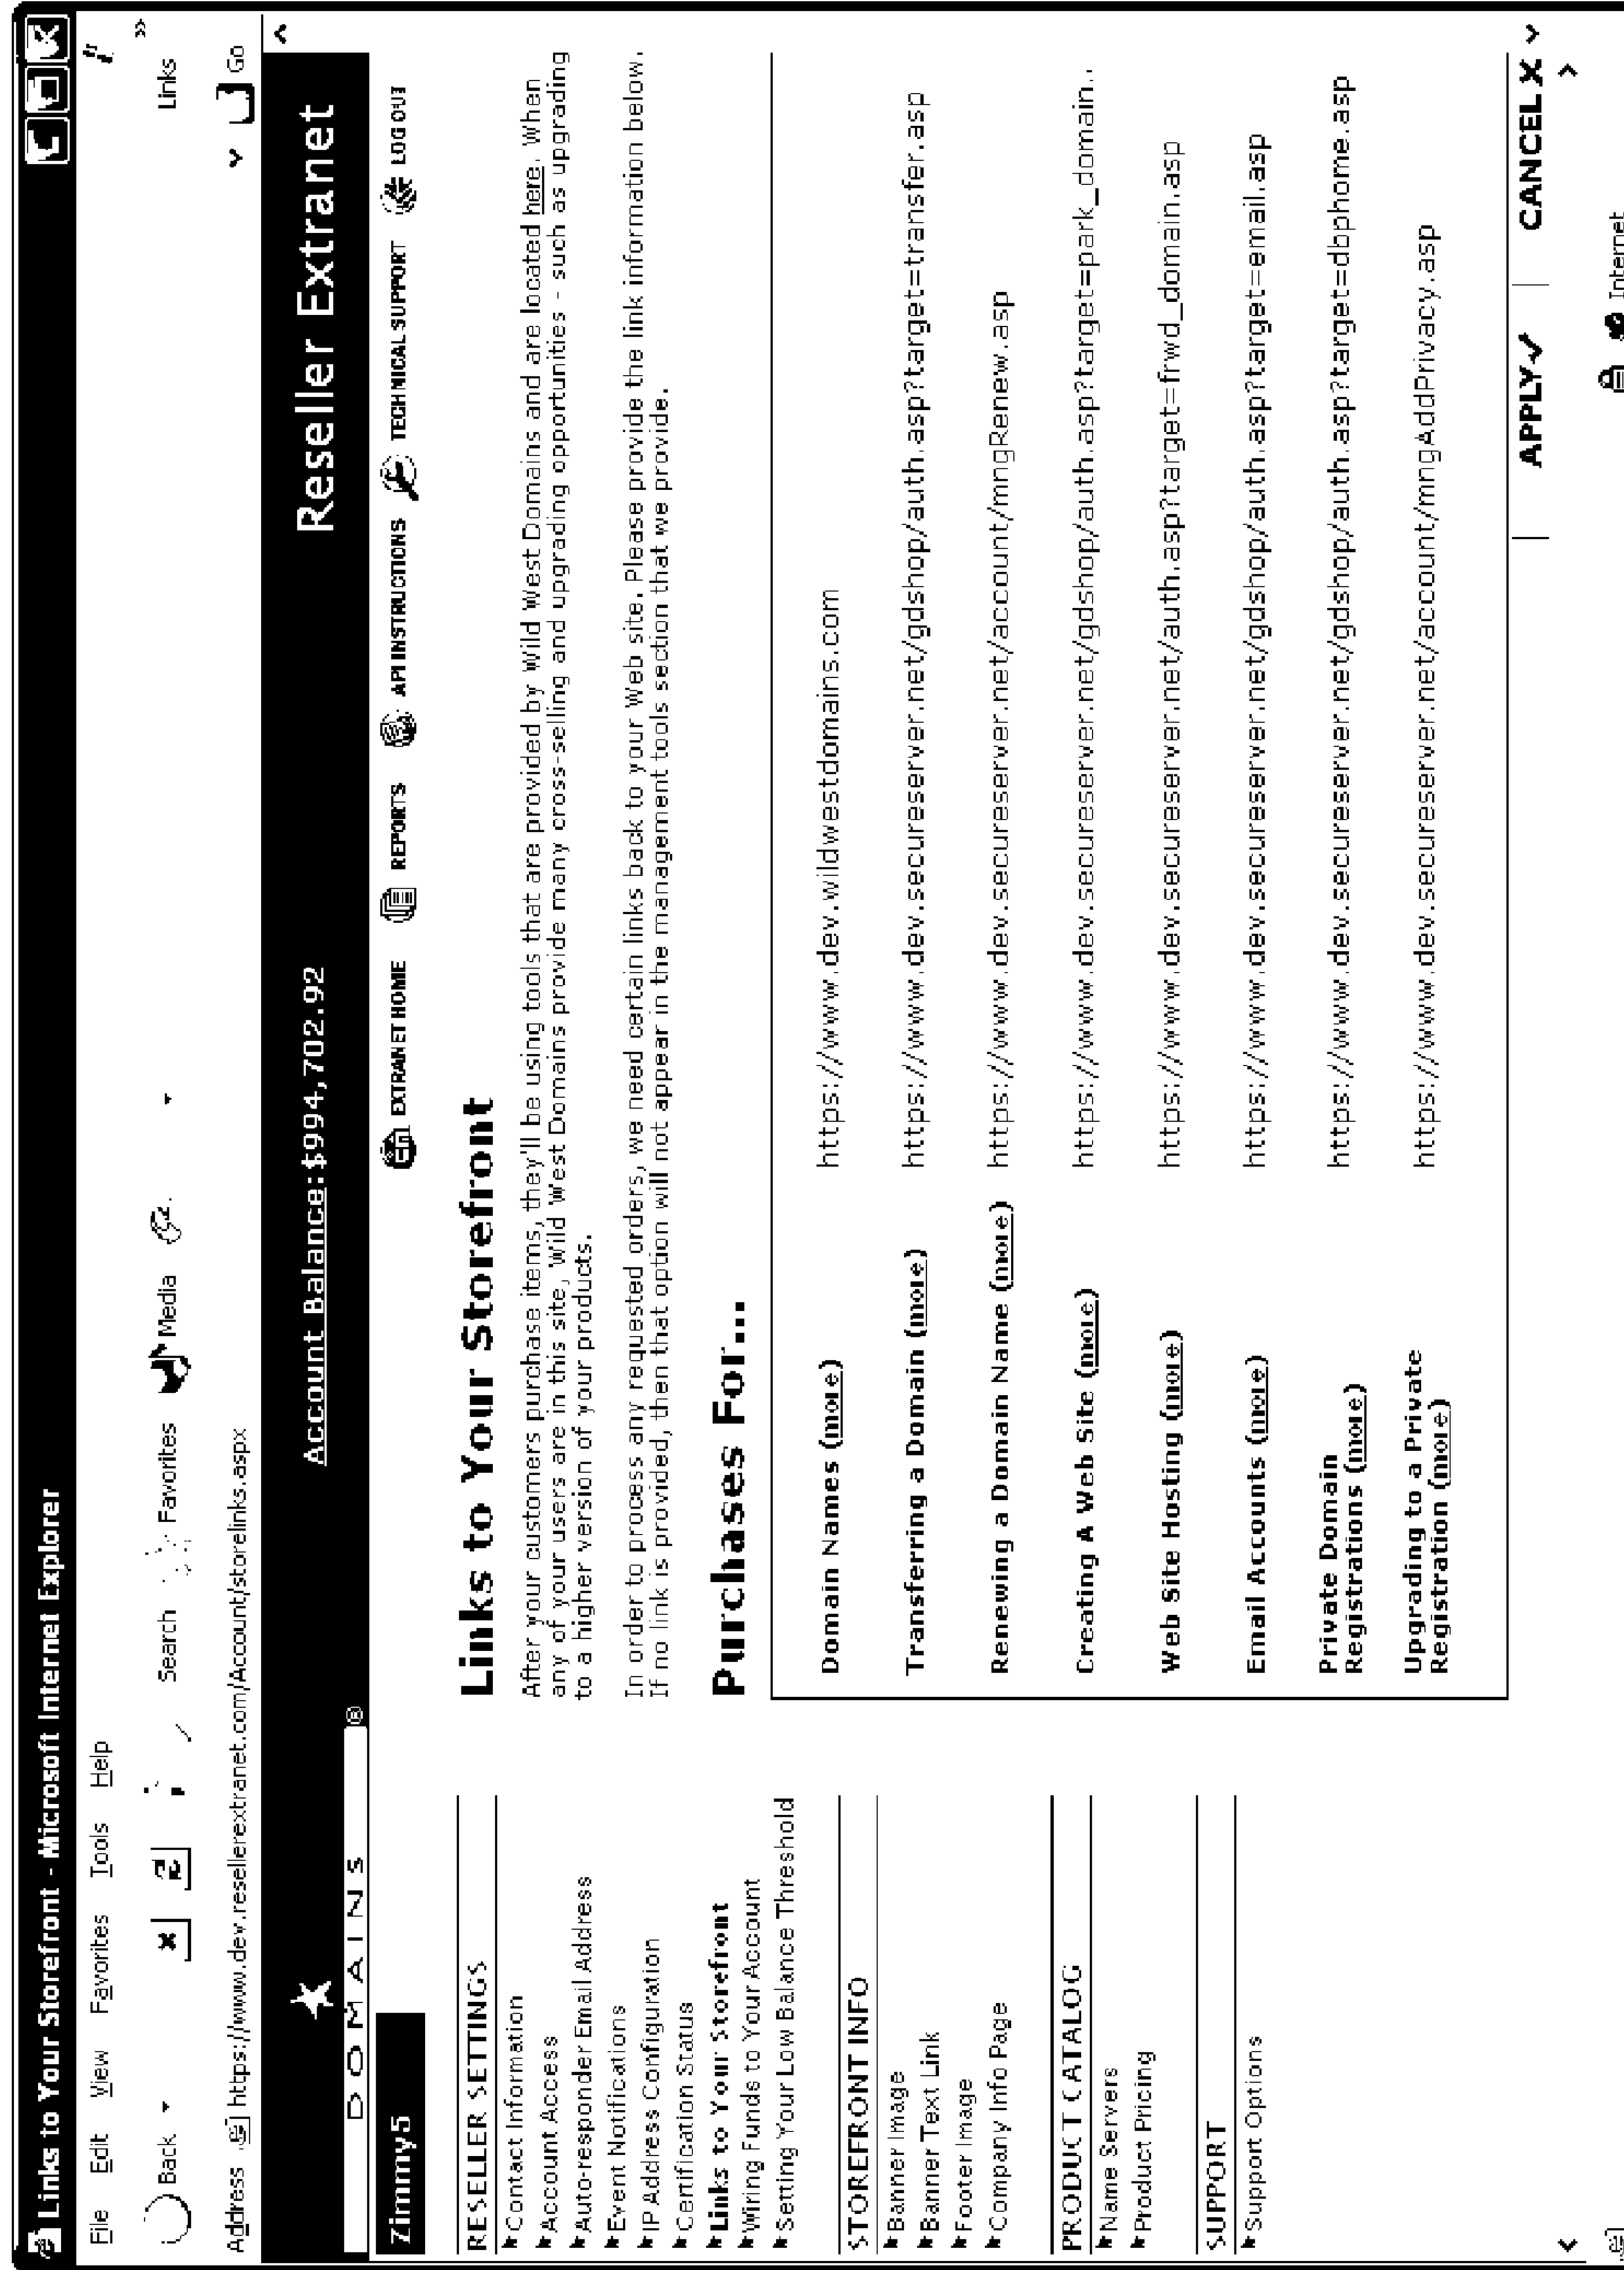 Links to Your Storefront - Microsoft Internet Explorer
File Edit View Favorites Tools Help
Back Search Favorites Media Links »
Address https://www.dev.resellerextranet.com/Account/storelinks.aspx Go
DOMAINS ®
Account Balance:$994,702.92
Reseller Extranet
Zimmy5
EXTRANET HOME REPORTS API INSTRUCTIONS TECHNICAL SUPPORT LOG OUT
RESELLER SETTINGS
Contact Information
Account Access
Auto-responder Email Address
Event Notifications
IP Address Configuration
Certification Status
Links to Your Storefront
Wiring Funds to Your Account
Setting Your Low Balance Threshold
STOREFRONT INFO
Banner Image
Banner Text Link
Footer Image
Company Info Page
PRODUCT CATALOG
Name Servers
Product Pricing
SUPPORT
Support Options
Links to Your Storefront
After your customers purchase items, they'll be using tools that are provided by Wild West Domains and are located here. When
any of your users are in this site, Wild West Domains provide many cross-selling and upgrading opportunities - such as upgrading
to a higher version of your products.
In order to process any requested orders, we need certain links back to your Web site. Please provide the link information below.
If no link is provided, then that option will not appear in the management tools section that we provide.
Purchases For...
Domain Names (more) https://www.dev.wildwestdomains.com
Transferring a Domain (more) https://www.dev.secureserver.net/gdshop/auth.asp?target=transfer.asp
Renewing a Domain Name (more) https://www.dev.secureserver.net/account/mngRenew.asp
Creating A Web Site (more) https://www.dev.secureserver.net/gdshop/auth.asp?target=park_domain..
Web Site Hosting (more) https://www.dev.secureserver.net/auth.asp?target=frwd_domain.asp
Email Accounts (more) https://www.dev.secureserver.net/gdshop/auth.asp?target=email.asp
Private Domain
Registrations (more) https://www.dev.secureserver.net/gdshop/auth.asp?target=dbphome.asp
Upgrading to a Private
Registration (more) https://www.dev.secureserver.net/account/mngAddPrivacy.asp
APPLY✓ CANCEL X
Internet